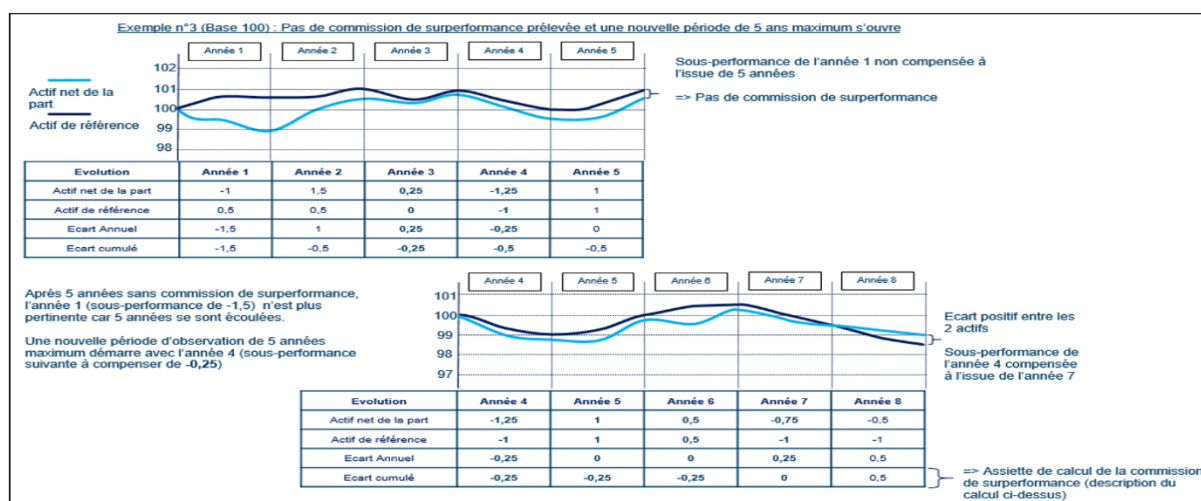 Exemple n°3 (Base 100) : Pas de commission de surperformance prélevée et une nouvelle période de 5 ans maximum s'ouvre
Année 1 Année 2 Année 3 Année 4 Année 5
102
101
100
99
98
Actif net de la part
Actif de référence
Sous-performance de l'année 1 non compensée à
l'issue de 5 années
=> Pas de commission de surperformance
Evolution Année 1 Année 2 Année 3 Année 4 Année 5
Actif net de la part -1 1,5 0,25 -1,25 1
Actif de référence 0,5 0,5 0 -1 1
Ecart Annuel -1,5 1 0,25 -0,25 0
Ecart cumulé -1,5 -0,5 -0,25 -0,5 -0,5
Après 5 années sans commission de surperformance,
l'année 1 (sous-performance de -1,5) n'est plus
pertinente car 5 années se sont écoulées.
Une nouvelle période d'observation de 5 années
maximum démarre avec l'année 4 (sous-performance
suivante à compenser de -0,25)
Année 4 Année 5 Année 6 Année 7 Année 8
101
100
99
98
97
Ecart positif entre les
2 actifs
Sous-performance de
l'année 4 compensée
à l'issue de l'année 7
Evolution Année 4 Année 5 Année 6 Année 7 Année 8
Actif net de la part -1,25 1 0,5 -0,75 -0,5
Actif de référence -1 1 0,5 -1 -1
Ecart Annuel -0,25 0 0 0,25 0,5
Ecart cumulé -0,25 -0,25 -0,25 0 0,5
=> Assiette de calcul de la commission
de surperformance (description du
calcul ci-dessus)